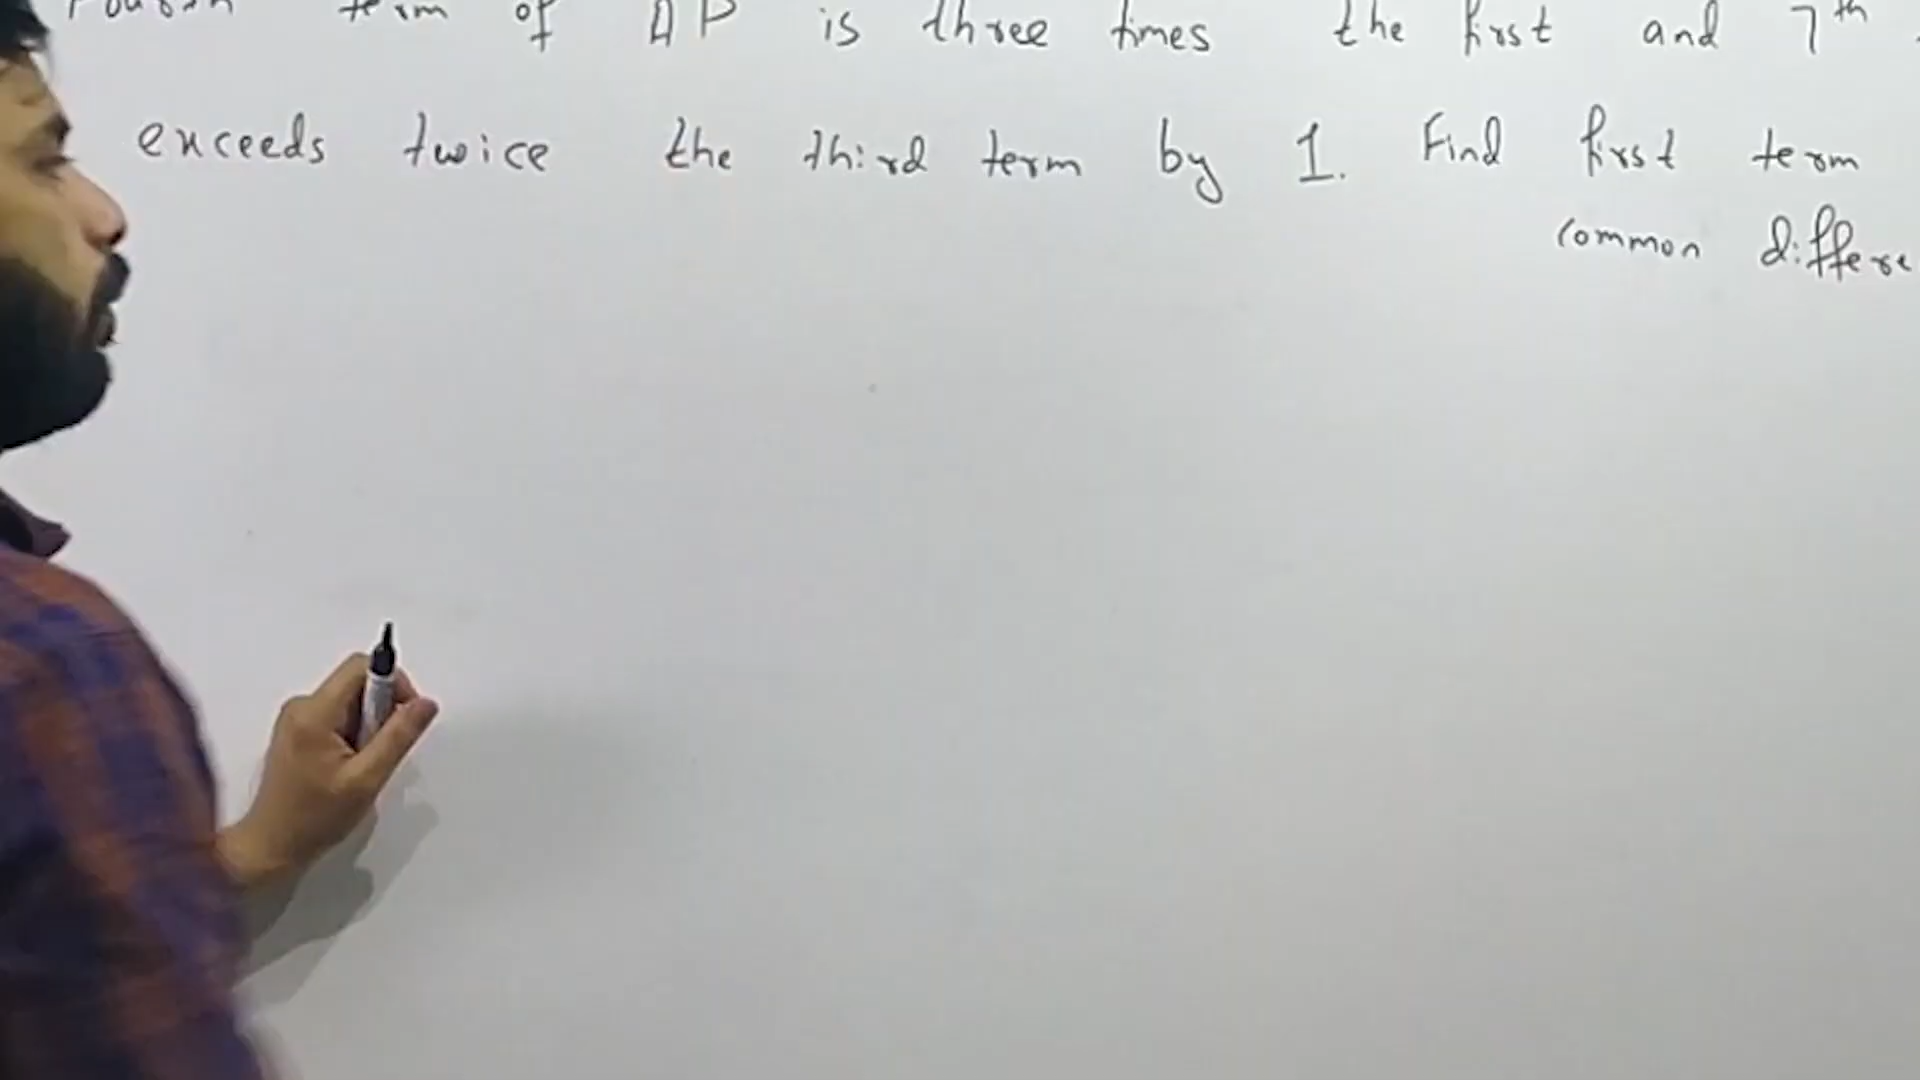 term of AP is three times the first and 7th
exceeds twice the third term by 1. Find first term
common differe